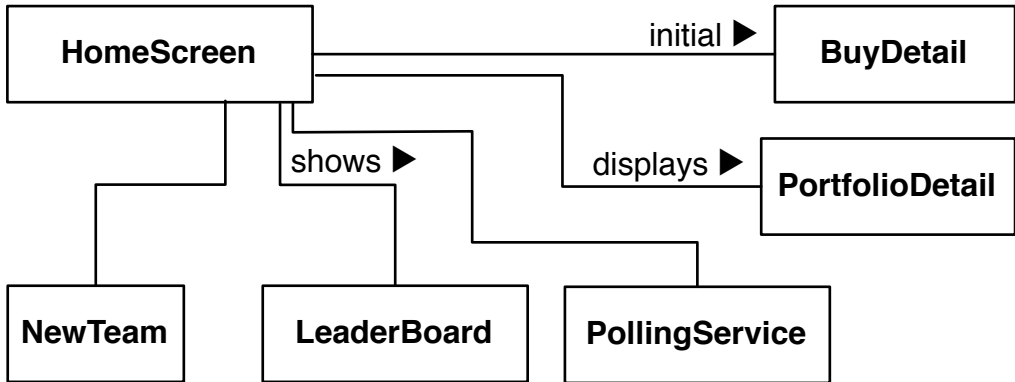 HomeScreen
initial ▶
BuyDetail
shows ▶
displays ▶
PortfolioDetail
NewTeam
LeaderBoard
PollingService